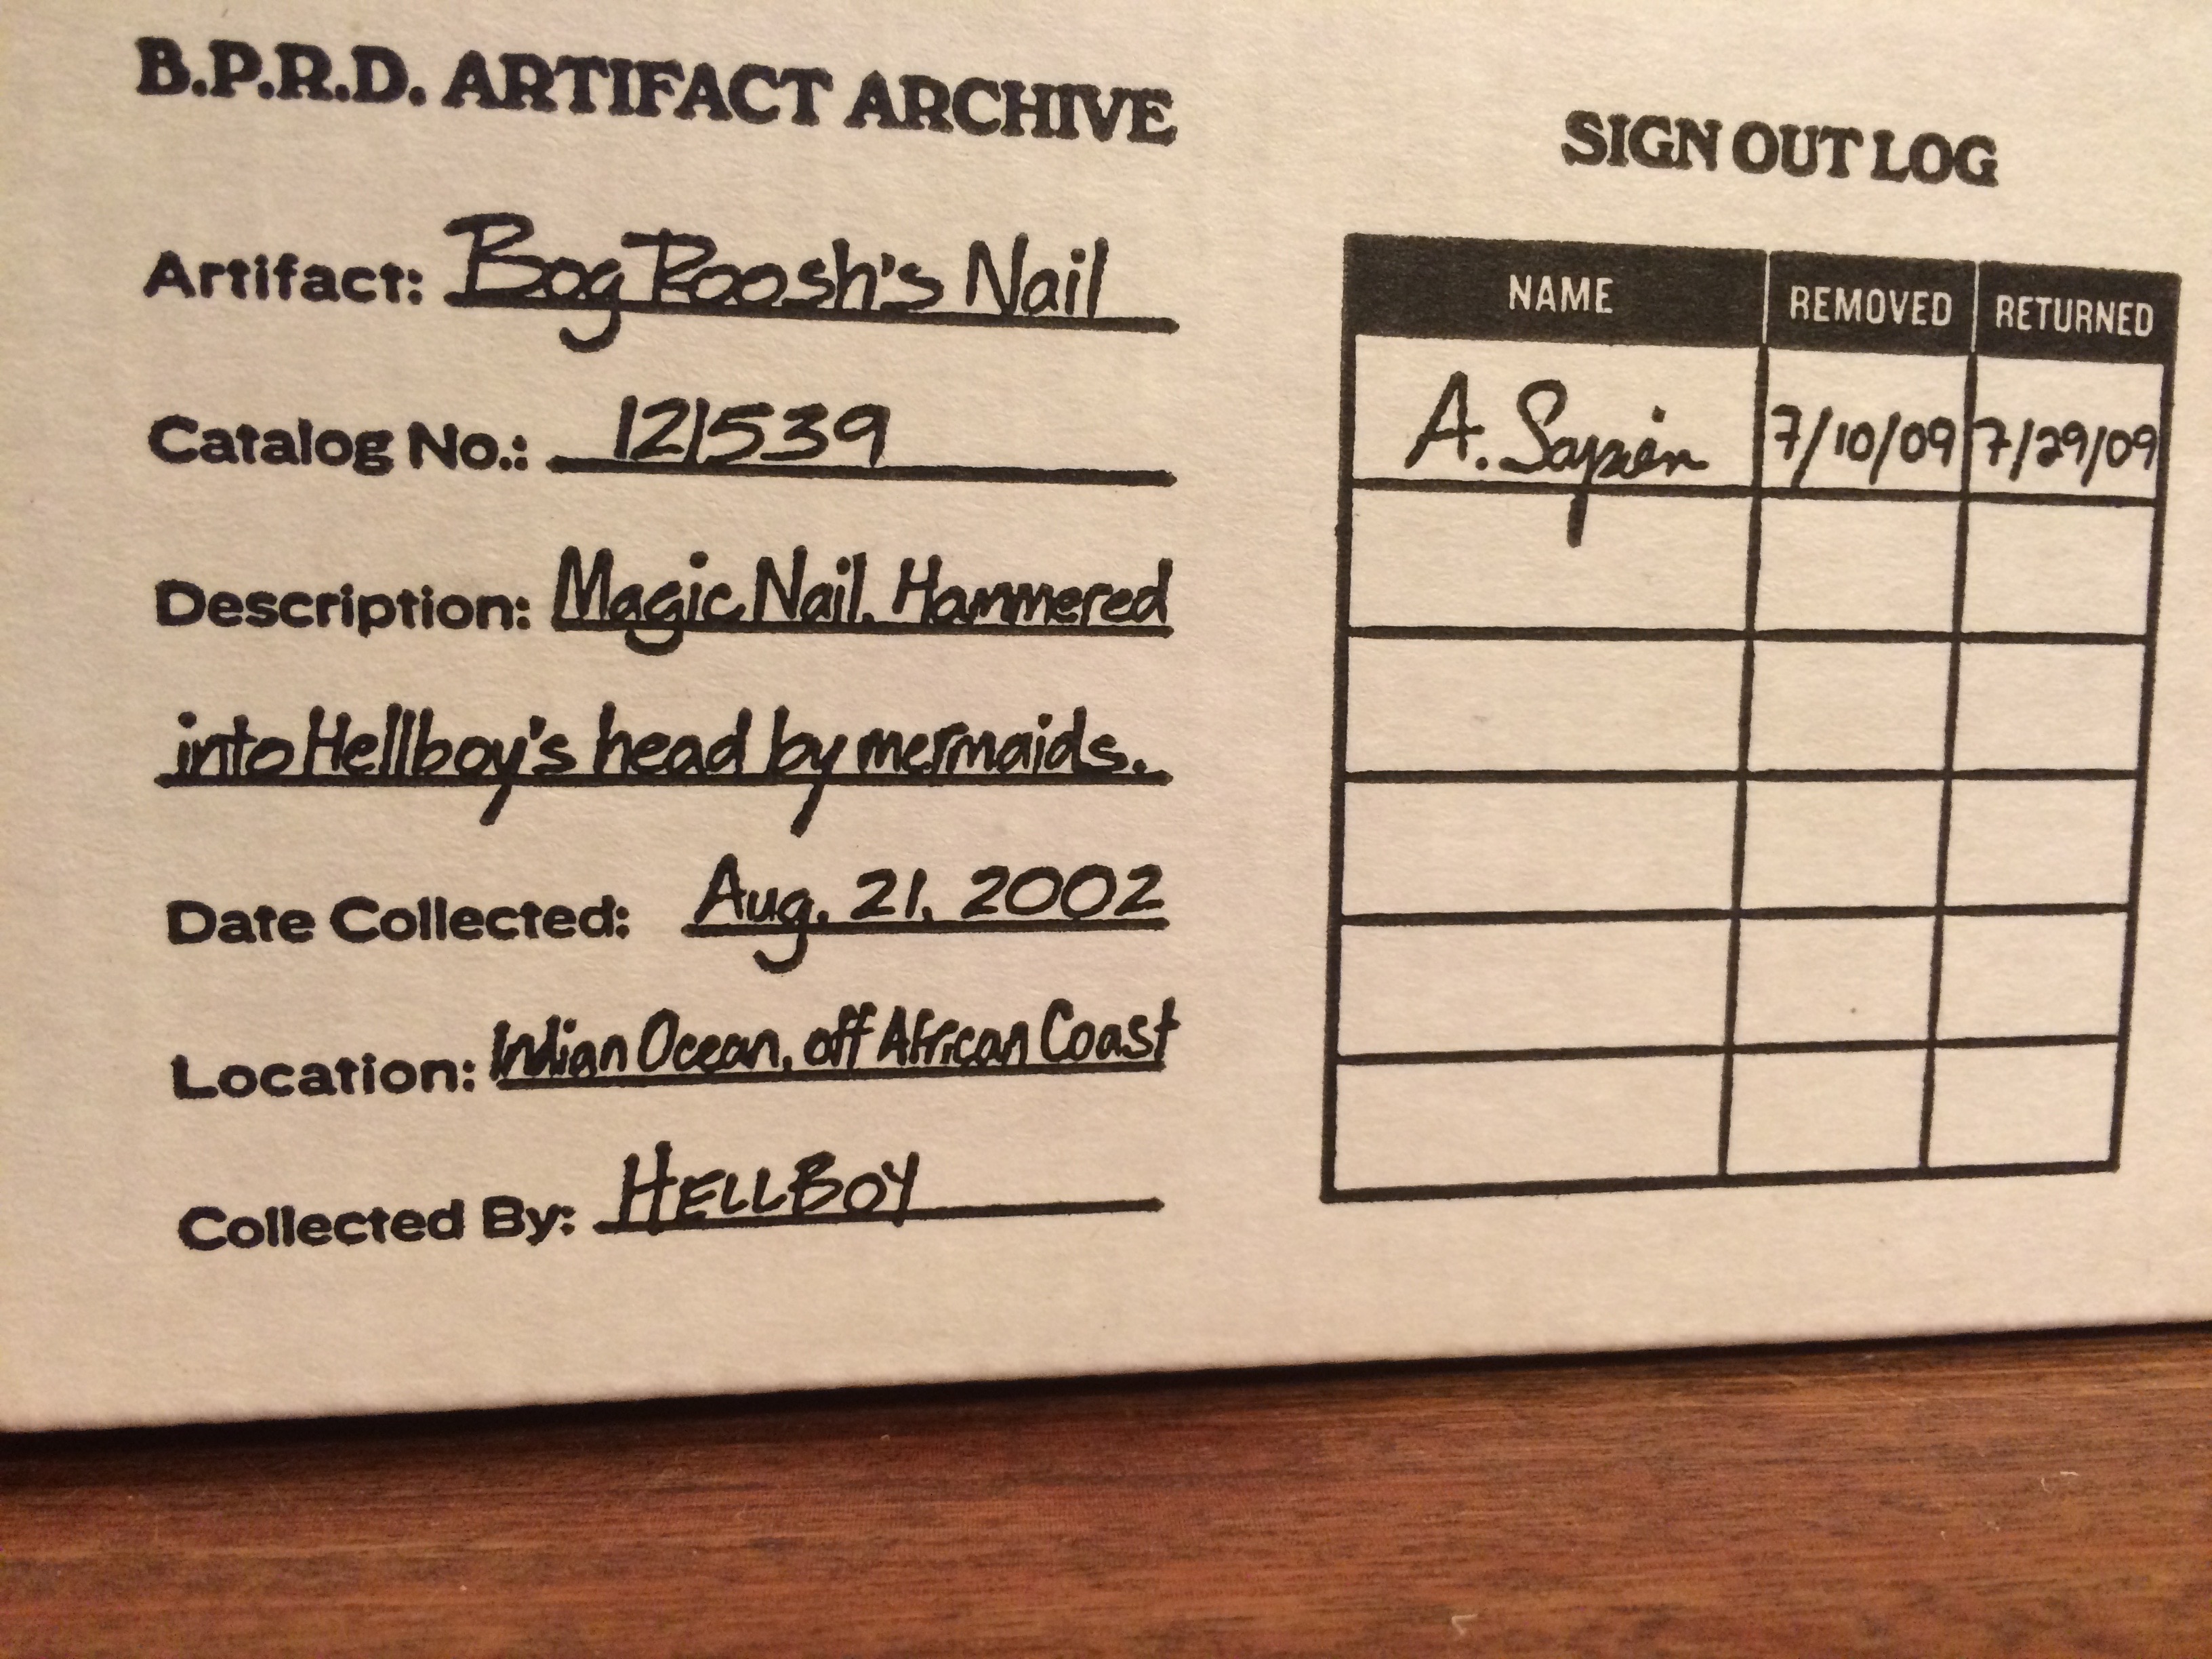 B.P.R.D. ARTIFACT ARCHIVE
Artifact: Bog Roosh's Nail
Catalog No.: 121539
Description: Magic Nail. Hammered
into Hellboy's head by mermaids.
Date Collected: Aug. 21, 2002
Location: Indian Ocean, off African Coast
Collected By: HELLBOY
SIGN OUT LOG
NAME REMOVED RETURNED
A. Sapien 7/10/09 7/29/09